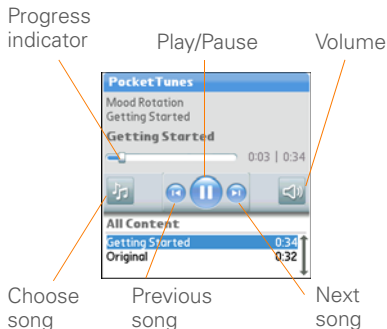 Progress
indicator
Play/Pause
Volume
PocketTunes
Mood Rotation
Getting Started
Getting Started
0:03 | 0:34
All Content
Getting Started 0:34
Original 0:32
Choose
song
Previous
song
Next
song